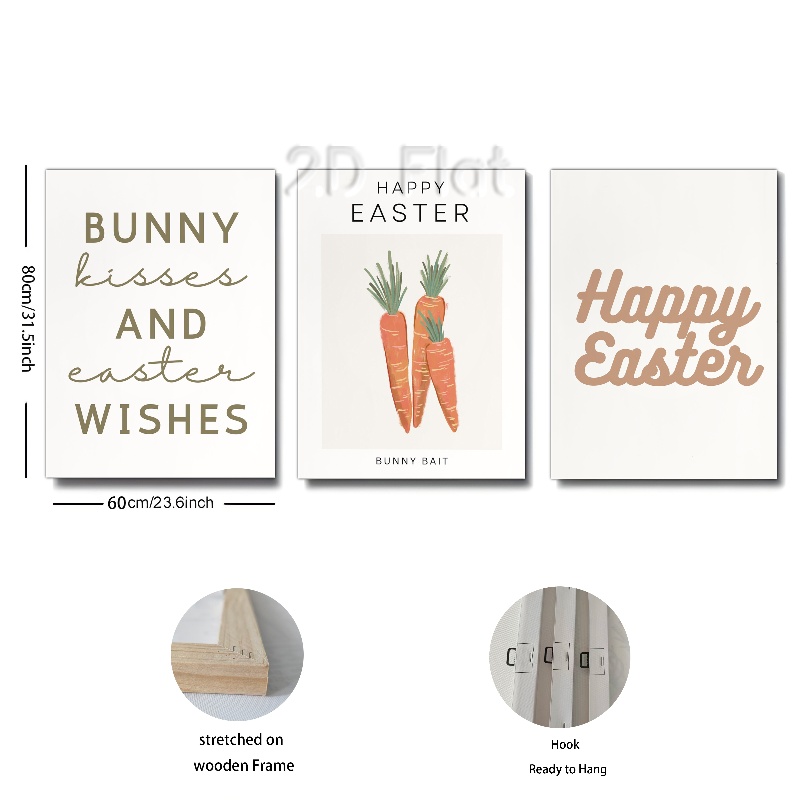 2D Flat
BUNNY
kisses
AND
easter
WISHES
HAPPY
EASTER
BUNNY BAIT
Happy
Easter
80cm/31.5inch
60cm/23.6inch
stretched on
wooden Frame
Hook
Ready to Hang